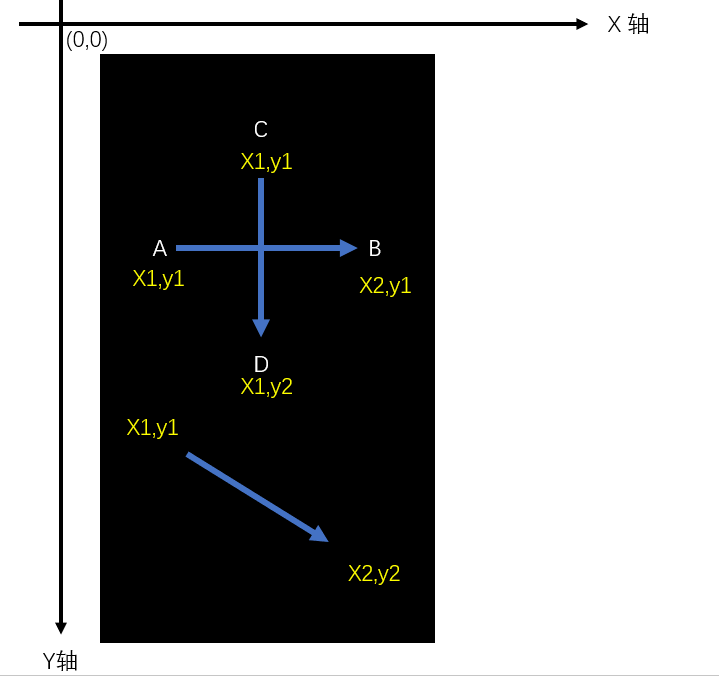 X 轴
(0,0)
C
X1,y1
A
B
X1,y1
X2,y1
D
X1,y2
X1,y1
X2,y2
Y轴